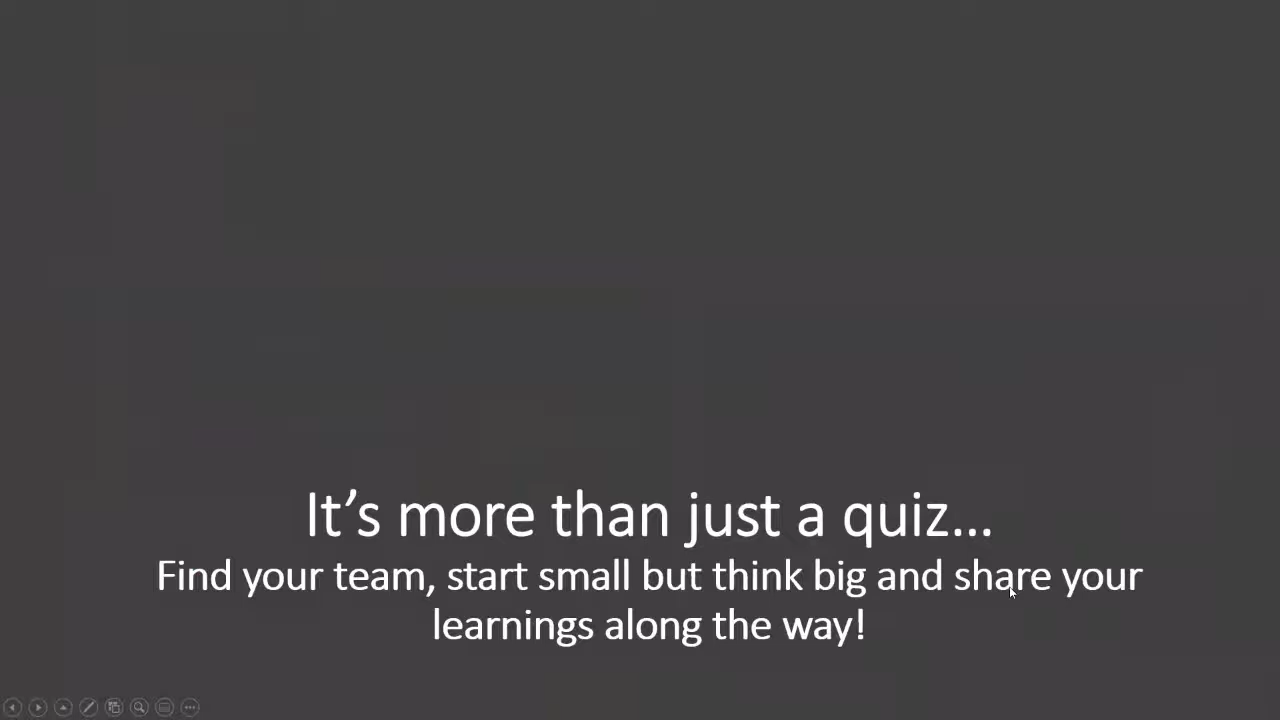 It’s more than just a quiz…
Find your team, start small but think big and share your
learnings along the way!